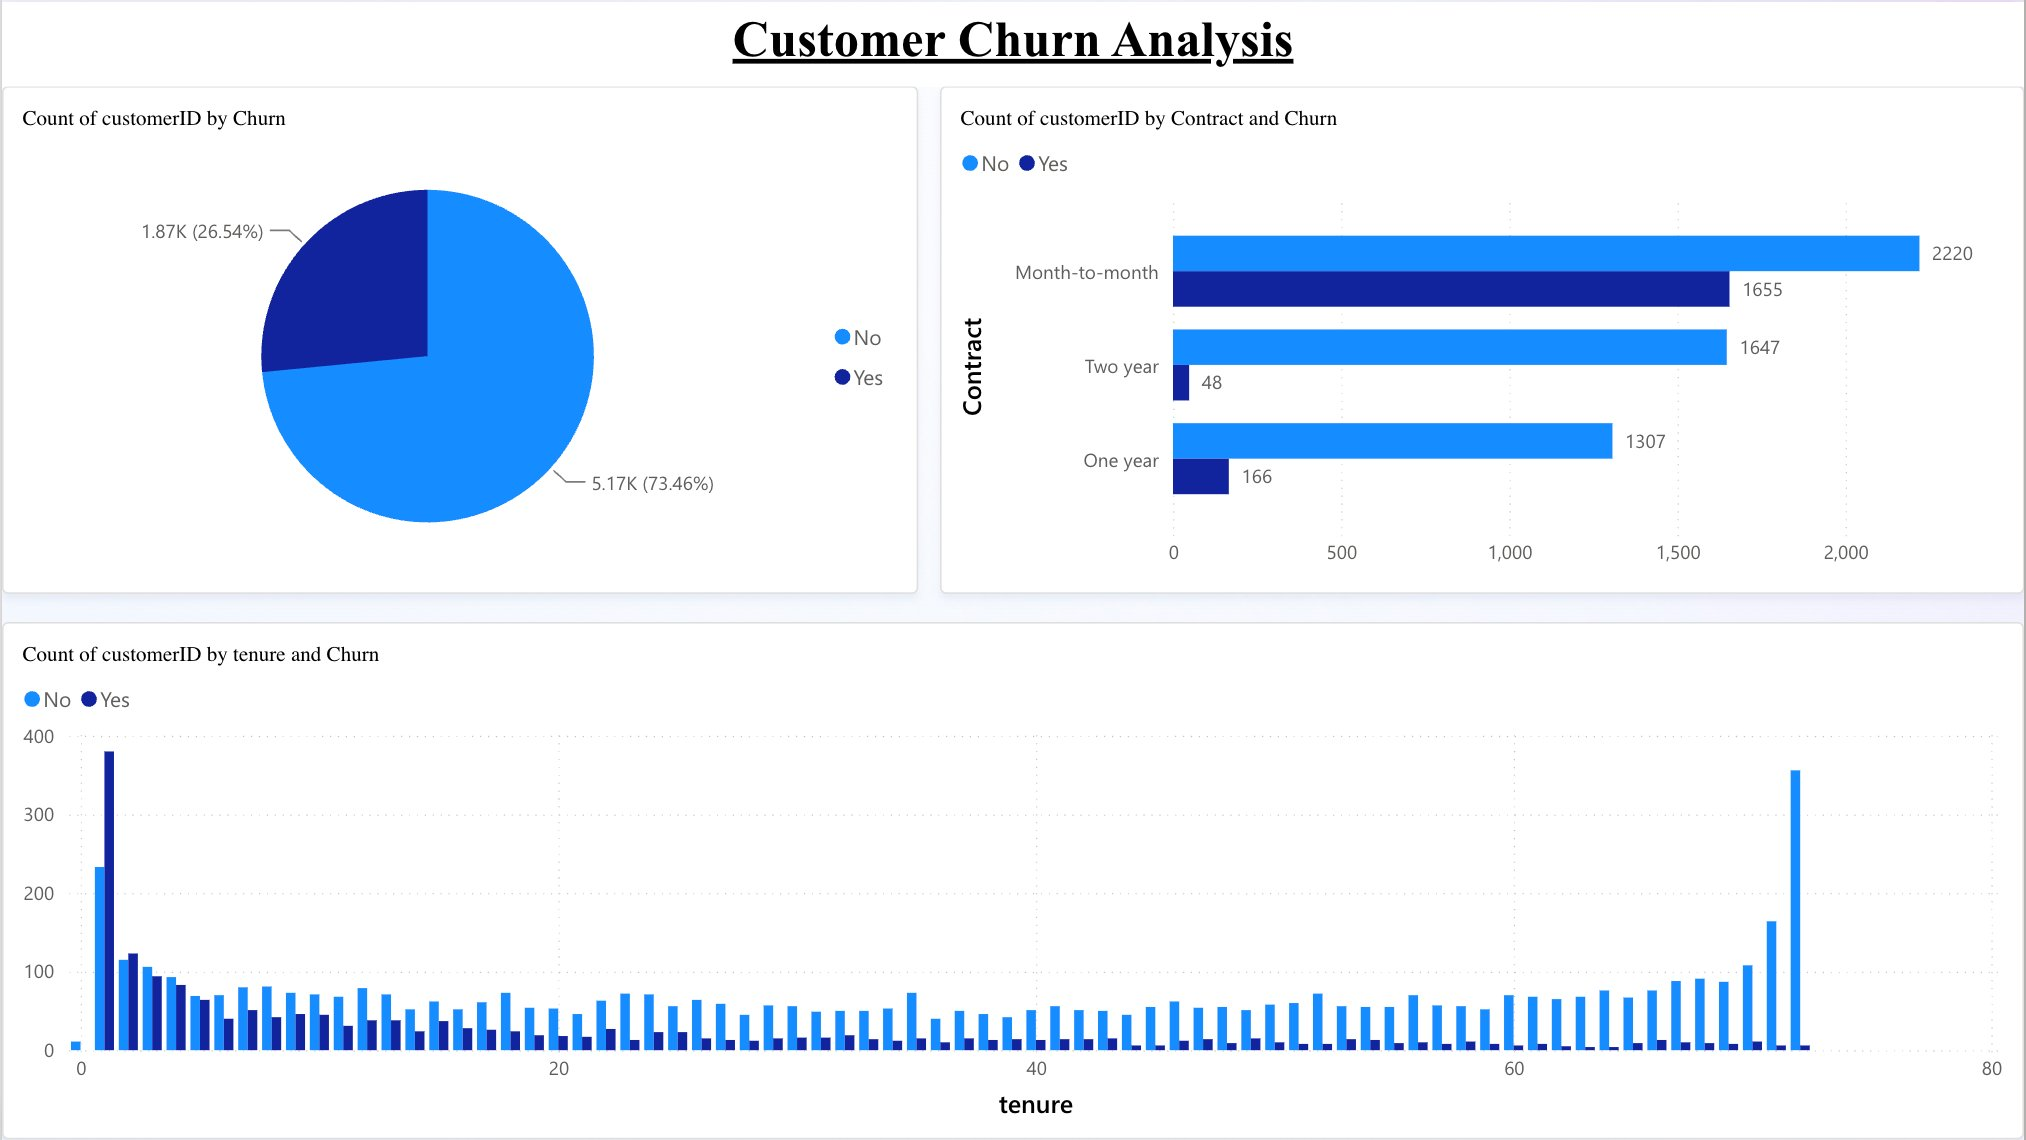 Customer Churn Analysis
Count of customerID by Churn
1.87K (26.54%)
5.17K (73.46%)
No
Yes
Count of customerID by Contract and Churn
No Yes
Contract
Month-to-month
2220
1655
Two year
1647
48
One year
1307
166
0 500 1,000 1,500 2,000
Count of customerID by tenure and Churn
No Yes
400
300
200
100
0
0 20 40 60 80
tenure